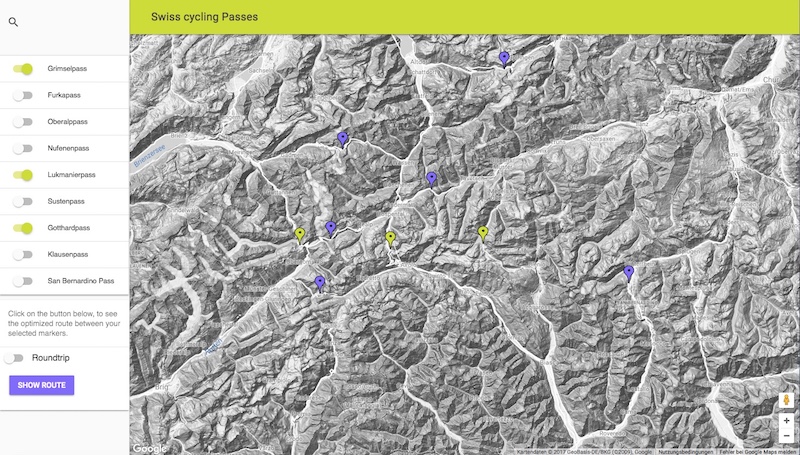 Swiss cycling Passes
Grimselpass
Furkapass
Oberalppass
Nufenenpass
Lukmanierpass
Sustenpass
Gotthardpass
Klausenpass
San Bernardino Pass
Click on the button below, to see
the optimized route between your
selected markers.
Roundtrip
SHOW ROUTE
Brienzersee
Brig
Google
Kartendaten © 2017 GeoBasis-DE/BKG (©2009), Google
Nutzungsbedingungen
Fehler bei Google Maps melden